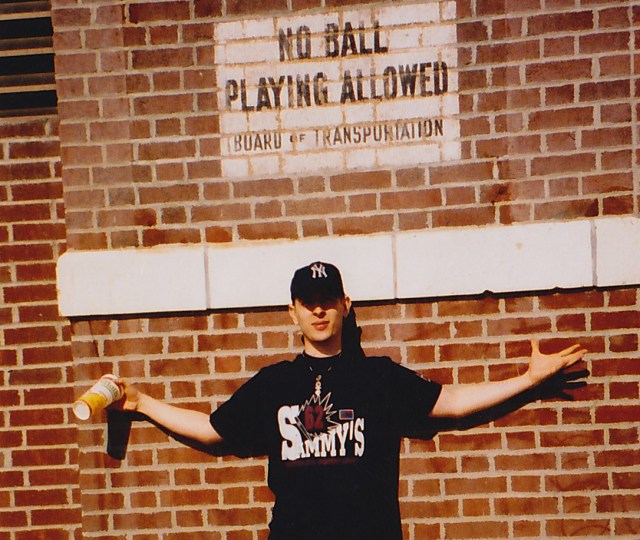 NO BALL
PLAYING ALLOWED
BOARD OF TRANSPORTATION
NY
62
SAMMY'S